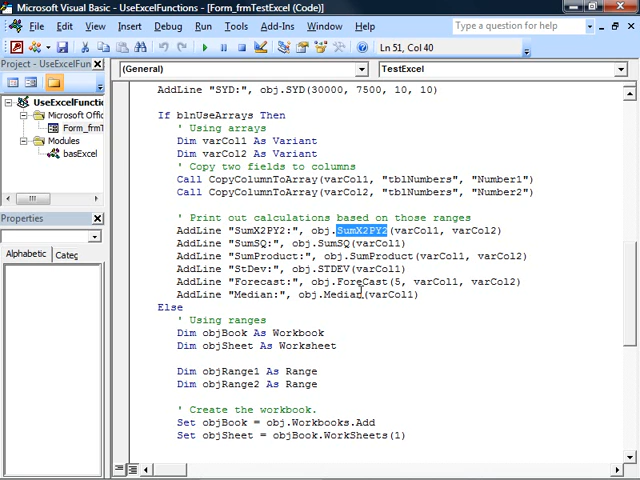 Microsoft Visual Basic - UseExcelFunctions - [Form_frmTestExcel (Code)]
File Edit View Insert Debug Run Tools Add-Ins Window Help Type a question for help
Ln 51, Col 40
Project - UseExcelFun
(General) TestExcel
UseExcelFunctio
Microsoft Offic
Form_frmT
Modules
basExcel
Properties
Alphabetic Categ
AddLine "SYD:", obj.SYD(30000, 7500, 10, 10)
If blnUseArrays Then
' Using arrays
Dim varCol1 As Variant
Dim varCol2 As Variant
' Copy two fields to columns
Call CopyColumnToArray(varCol1, "tblNumbers", "Number1")
Call CopyColumnToArray(varCol2, "tblNumbers", "Number2")
' Print out calculations based on those ranges
AddLine "SumX2PY2:", obj.SumX2PY2(varCol1, varCol2)
AddLine "SumSQ:", obj.SumSQ(varCol1)
AddLine "SumProduct:", obj.SumProduct(varCol1, varCol2)
AddLine "StDev:", obj.STDEV(varCol1)
AddLine "Forecast:", obj.ForeCast(5, varCol1, varCol2)
AddLine "Median:", obj.Median(varCol1)
Else
' Using ranges
Dim objBook As Workbook
Dim objSheet As Worksheet
Dim objRange1 As Range
Dim objRange2 As Range
' Create the workbook.
Set objBook = obj.Workbooks.Add
Set objSheet = objBook.WorkSheets(1)